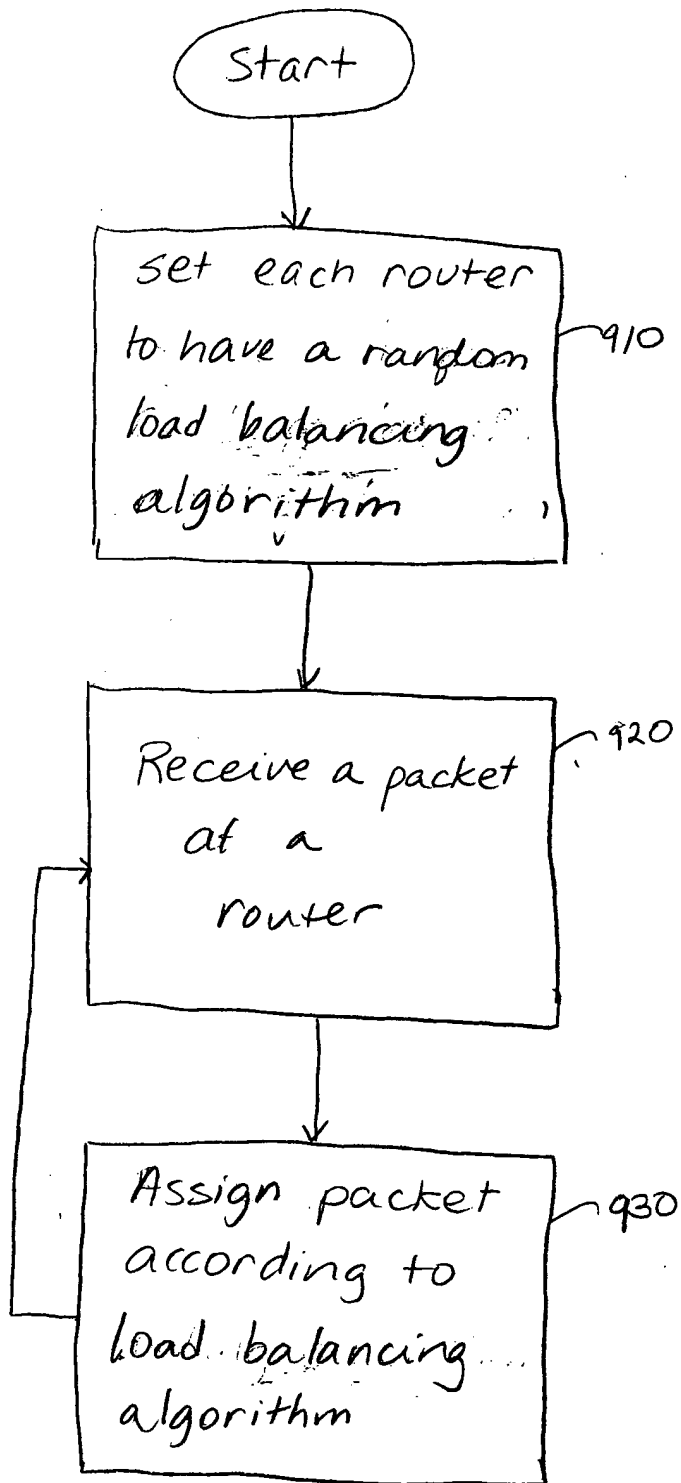 Start
set each router
to have a random
load balancing
algorithm
910
Receive a packet
at a
router
920
Assign packet
according to
load balancing
algorithm
930